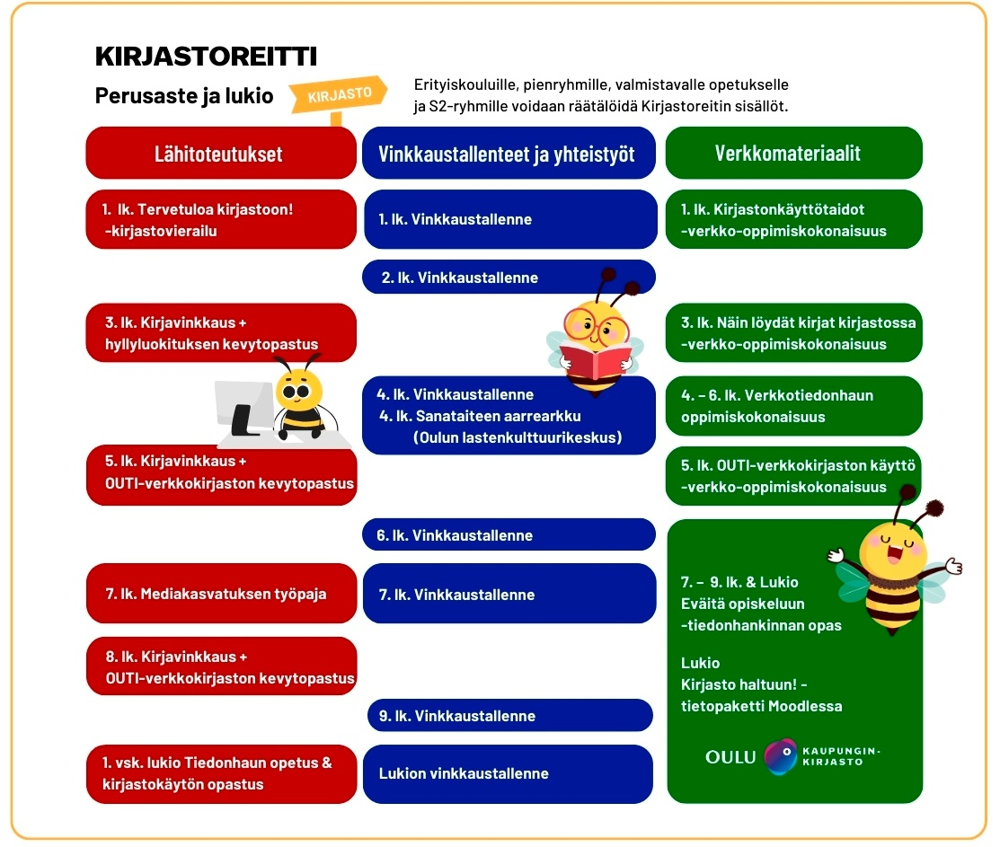 KIRJASTOREITTI
Perusaste ja lukio
KIRJASTO
Erityiskouluille, pienryhmille, valmistavalle opetukselle
ja S2-ryhmille voidaan räätälöidä Kirjastoreitin sisällöt.
Lähitoteutukset
1. lk. Tervetuloa kirjastoon!
-kirjastovierailu
3. lk. Kirjavinkkaus +
hyllyluokituksen kevytopastus
5. lk. Kirjavinkkaus +
OUTI-verkkokirjaston kevytopastus
7. lk. Mediakasvatuksen työpaja
8. lk. Kirjavinkkaus +
OUTI-verkkokirjaston kevytopastus
1. vsk. lukio Tiedonhaun opetus &
kirjastokäytön opastus
Vinkkaustallenteet ja yhteistyöt
1. lk. Vinkkaustallenne
2. lk. Vinkkaustallenne
4. lk. Vinkkaustallenne
4. lk. Sanataiteen aarrearkku
(Oulun lastenkulttuurikeskus)
6. lk. Vinkkaustallenne
7. lk. Vinkkaustallenne
9. lk. Vinkkaustallenne
Lukion vinkkaustallenne
Verkkomateriaalit
1. lk. Kirjastonkäyttötaidot
-verkko-oppimiskokonaisuus
3. lk. Näin löydät kirjat kirjastossa
-verkko-oppimiskokonaisuus
4. – 6. lk. Verkkotiedonhaun
oppimiskokonaisuus
5. lk. OUTI-verkkokirjaston käyttö
-verkko-oppimiskokonaisuus
7. – 9. lk. & Lukio
Eväitä opiskeluun
-tiedonhankinnan opas
Lukio
Kirjasto haltuun! -
tietopaketti Moodlessa
OULU
KAUPUNGIN-
KIRJASTO